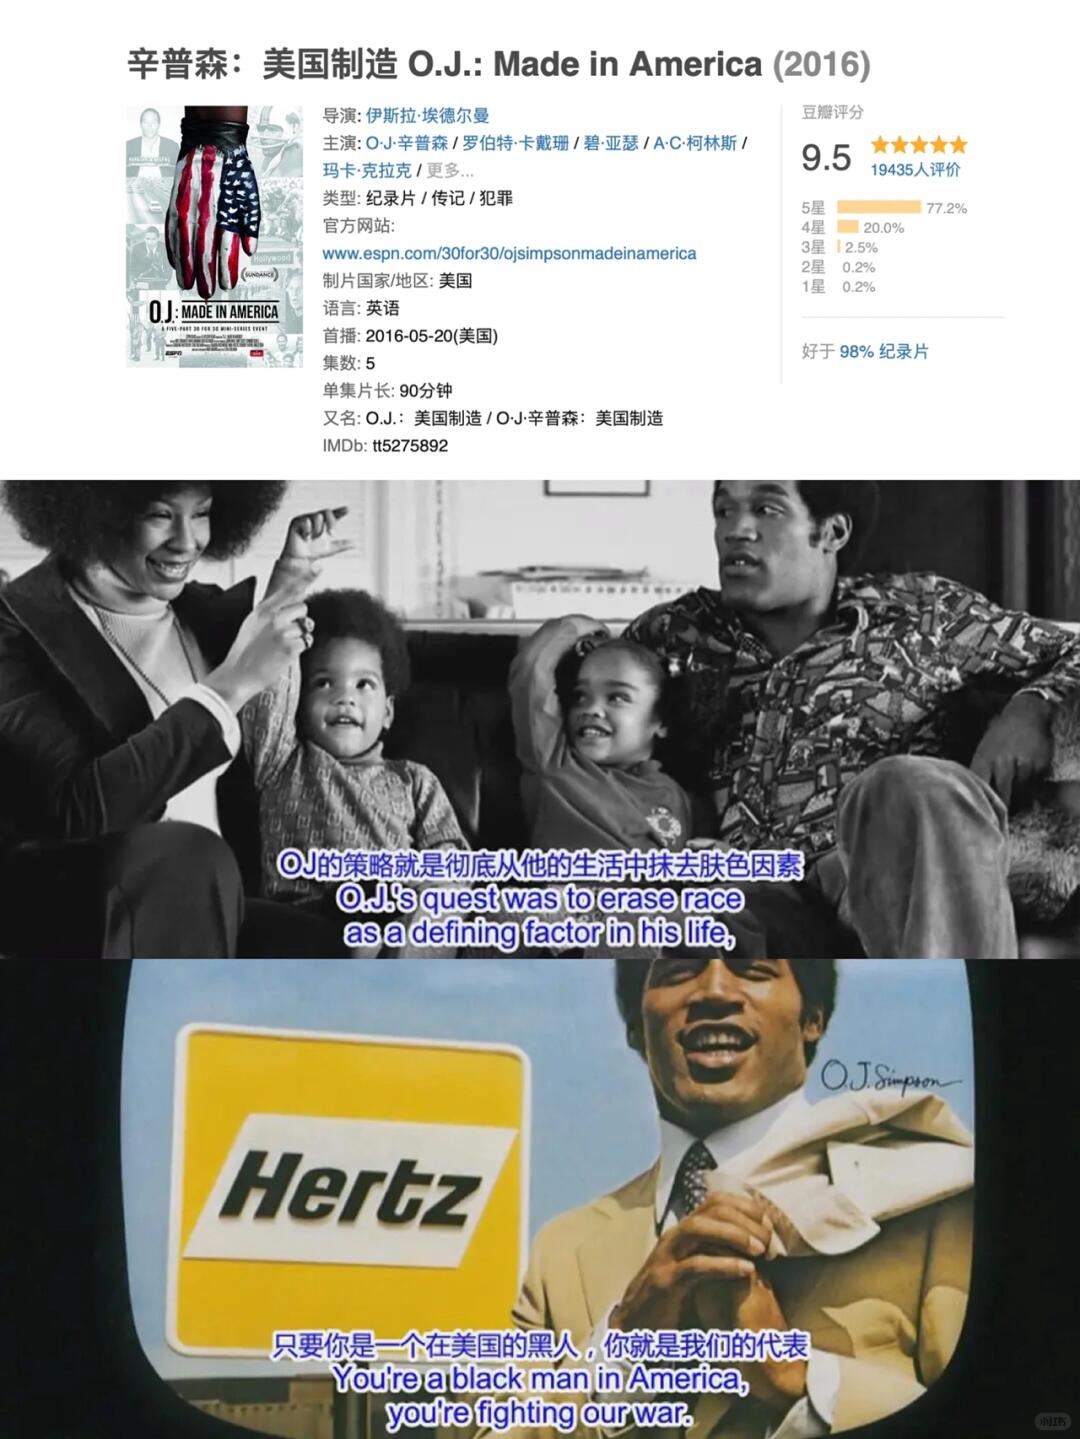 辛普森：美国制造 O.J.: Made in America (2016)
导演: 伊斯拉·埃德尔曼
主演: O·J·辛普森 / 罗伯特·卡戴珊 / 碧·亚瑟 / A·C·柯林斯 /
玛卡·克拉克 / 更多...
类型: 纪录片 / 传记 / 犯罪
官方网站:
www.espn.com/30for30/ojsimpsonmadeinamerica
制片国家/地区: 美国
语言: 英语
首播: 2016-05-20(美国)
集数: 5
单集片长: 90分钟
又名: O.J.：美国制造 / O·J·辛普森：美国制造
IMDb: tt5275892
豆瓣评分
9.5
19435人评价
5星 77.2%
4星 20.0%
3星 2.5%
2星 0.2%
1星 0.2%
好于 98% 纪录片
Hollywood
SUNDANCE
O.J.: MADE IN AMERICA
A FIVE-PART 30 FOR 30 MINI-SERIES EVENT
ESPN
OJ的策略就是彻底从他的生活中抹去肤色因素
O.J.'s quest was to erase race
as a defining factor in his life,
O.J. Simpson
Hertz
只要你是一个在美国的黑人，你就是我们的代表
You're a black man in America,
you're fighting our war.
小红书